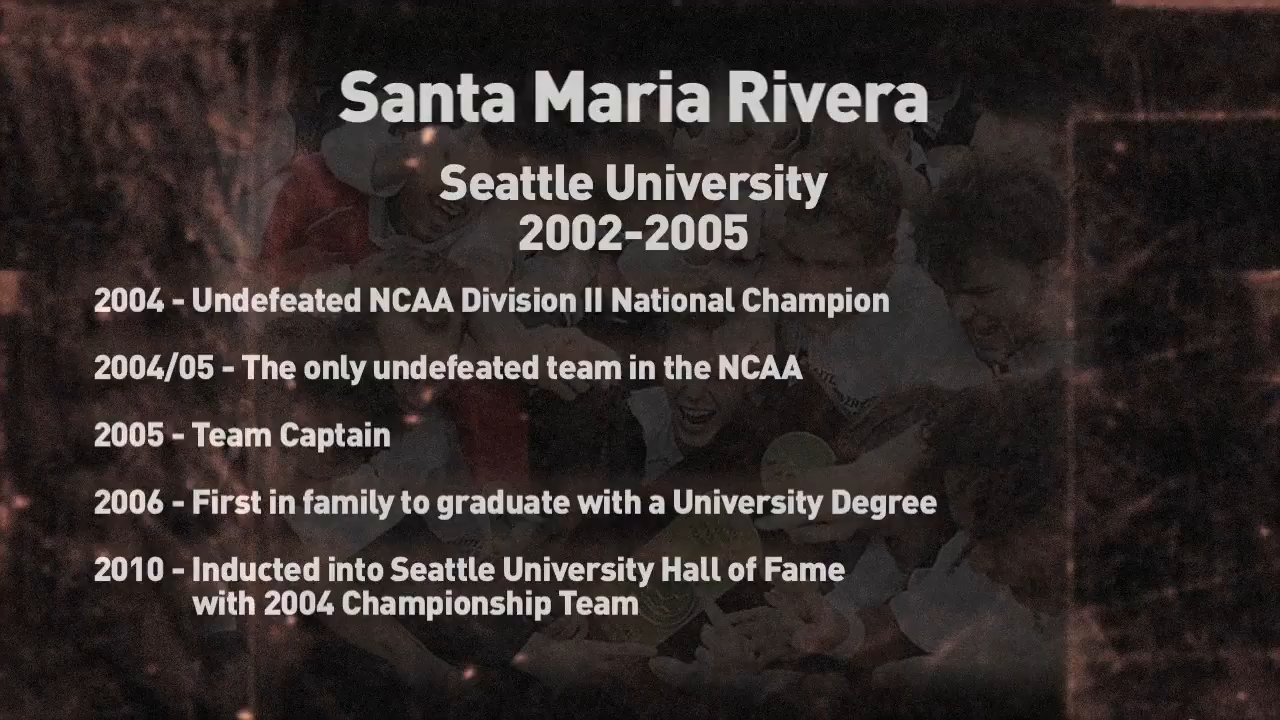 Santa Maria Rivera
Seattle University
2002-2005
2004 - Undefeated NCAA Division II National Champion
2004/05 - The only undefeated team in the NCAA
2005 - Team Captain
2006 - First in family to graduate with a University Degree
2010 - Inducted into Seattle University Hall of Fame
with 2004 Championship Team